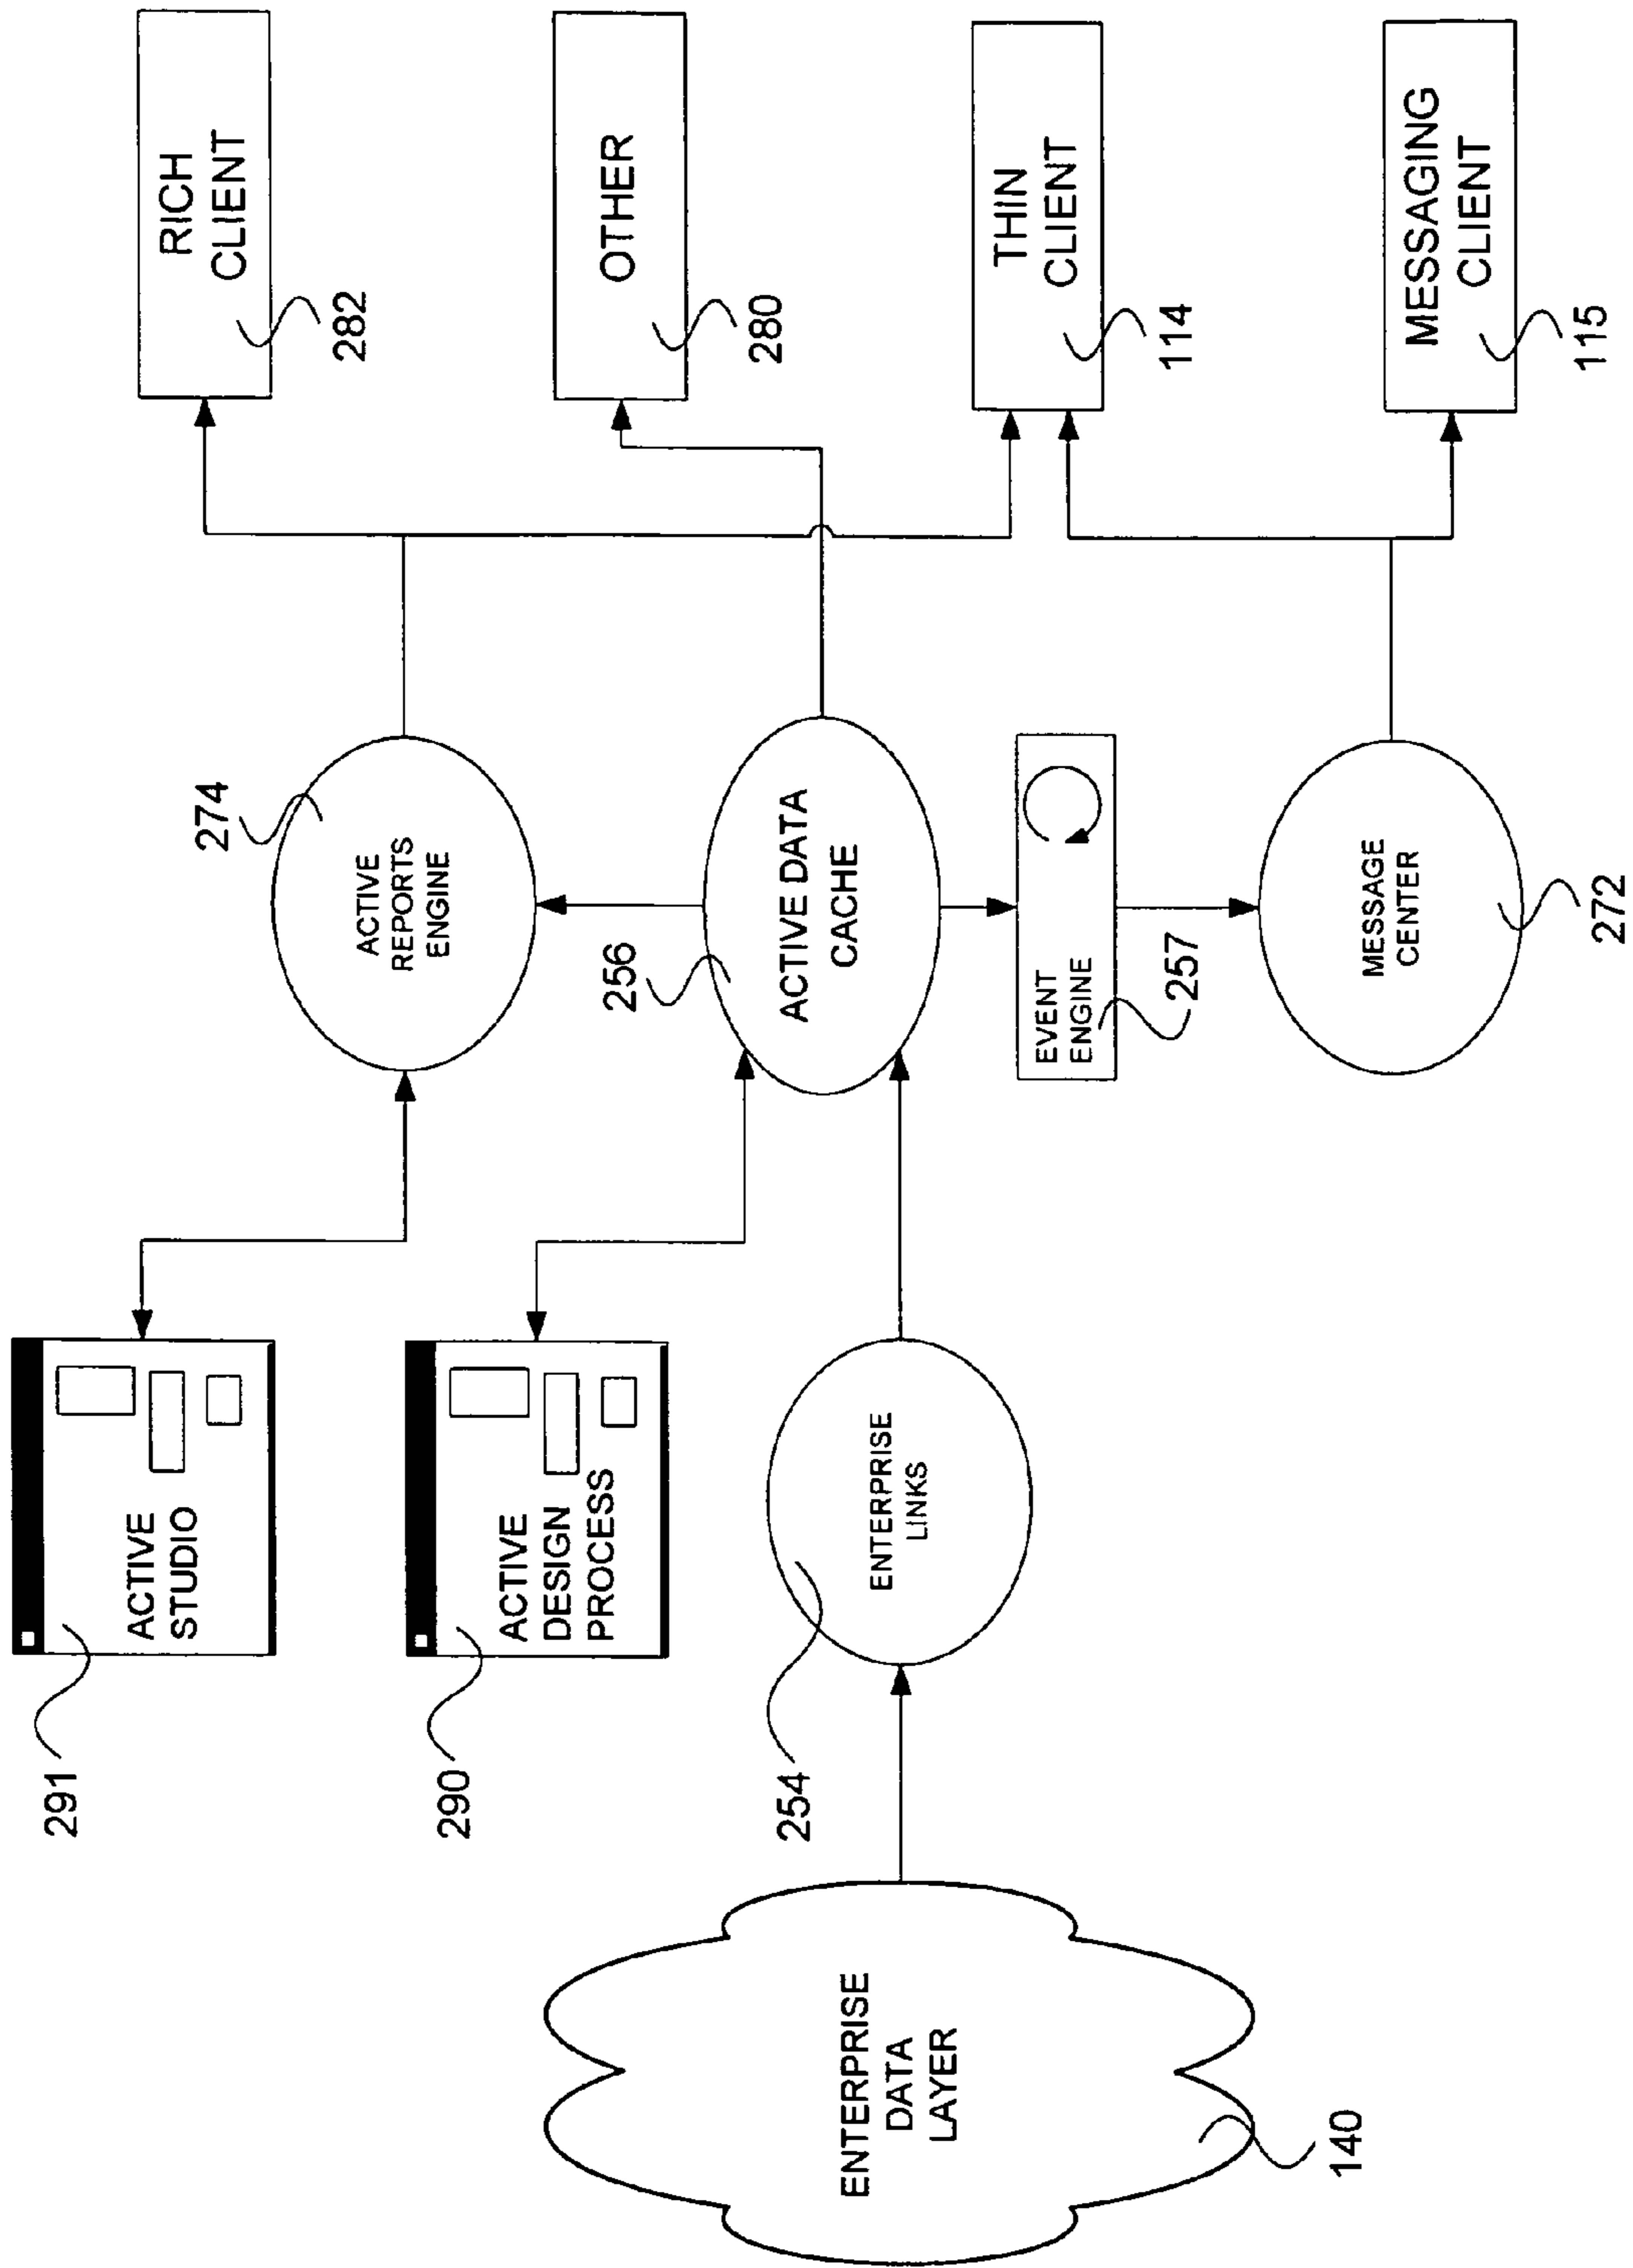 291
ACTIVE
STUDIO
290
ACTIVE
DESIGN
PROCESS
274
ACTIVE
REPORTS
ENGINE
RICH
CLIENT
282
OTHER
280
ENTERPRISE
DATA
LAYER
140
254
ENTERPRISE
LINKS
256
ACTIVE DATA
CACHE
EVENT
ENGINE
257
THIN
CLIENT
114
MESSAGE
CENTER
272
MESSAGING
CLIENT
115